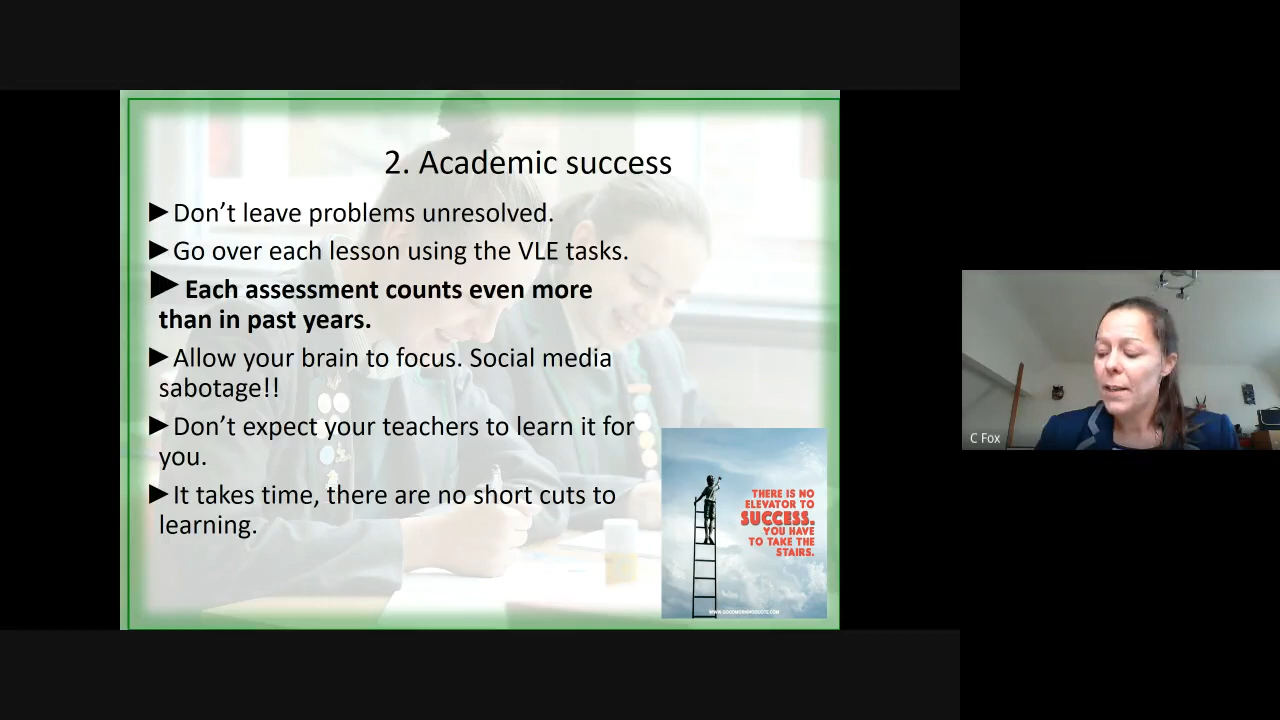 2. Academic success
►Don’t leave problems unresolved.
►Go over each lesson using the VLE tasks.
►Each assessment counts even more
than in past years.
►Allow your brain to focus. Social media
sabotage!!
►Don’t expect your teachers to learn it for
you.
►It takes time, there are no short cuts to
learning.
THERE IS NO
ELEVATOR TO
SUCCESS.
YOU HAVE
TO TAKE THE
STAIRS.
C Fox